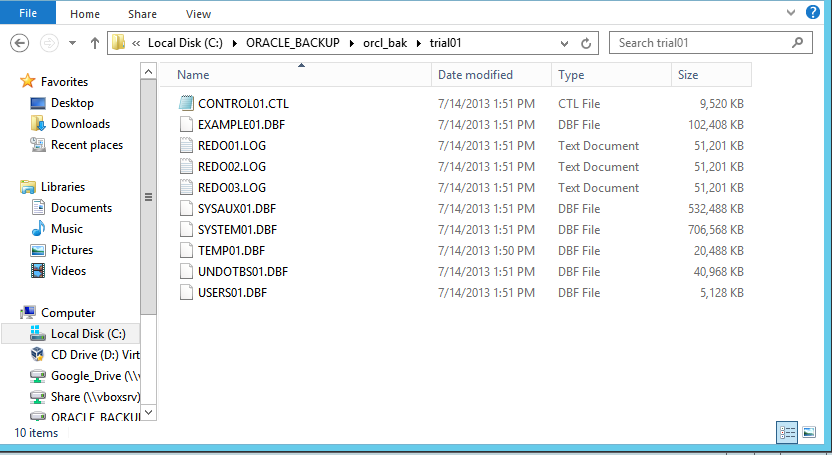 File Home Share View
« Local Disk (C:) ORACLE_BACKUP orcl_bak trial01 Search trial01
Favorites
Desktop
Downloads
Recent places
Libraries
Documents
Music
Pictures
Videos
Computer
Local Disk (C:)
CD Drive (D:) Virt
Google_Drive (\\v
Share (\\vboxsrv)
ORACLE_BACKUP
Name Date modified Type Size
CONTROL01.CTL 7/14/2013 1:51 PM CTL File 9,520 KB
EXAMPLE01.DBF 7/14/2013 1:51 PM DBF File 102,408 KB
REDO01.LOG 7/14/2013 1:51 PM Text Document 51,201 KB
REDO02.LOG 7/14/2013 1:51 PM Text Document 51,201 KB
REDO03.LOG 7/14/2013 1:51 PM Text Document 51,201 KB
SYSAUX01.DBF 7/14/2013 1:51 PM DBF File 532,488 KB
SYSTEM01.DBF 7/14/2013 1:51 PM DBF File 706,568 KB
TEMP01.DBF 7/14/2013 1:50 PM DBF File 20,488 KB
UNDOTBS01.DBF 7/14/2013 1:51 PM DBF File 40,968 KB
USERS01.DBF 7/14/2013 1:51 PM DBF File 5,128 KB
10 items